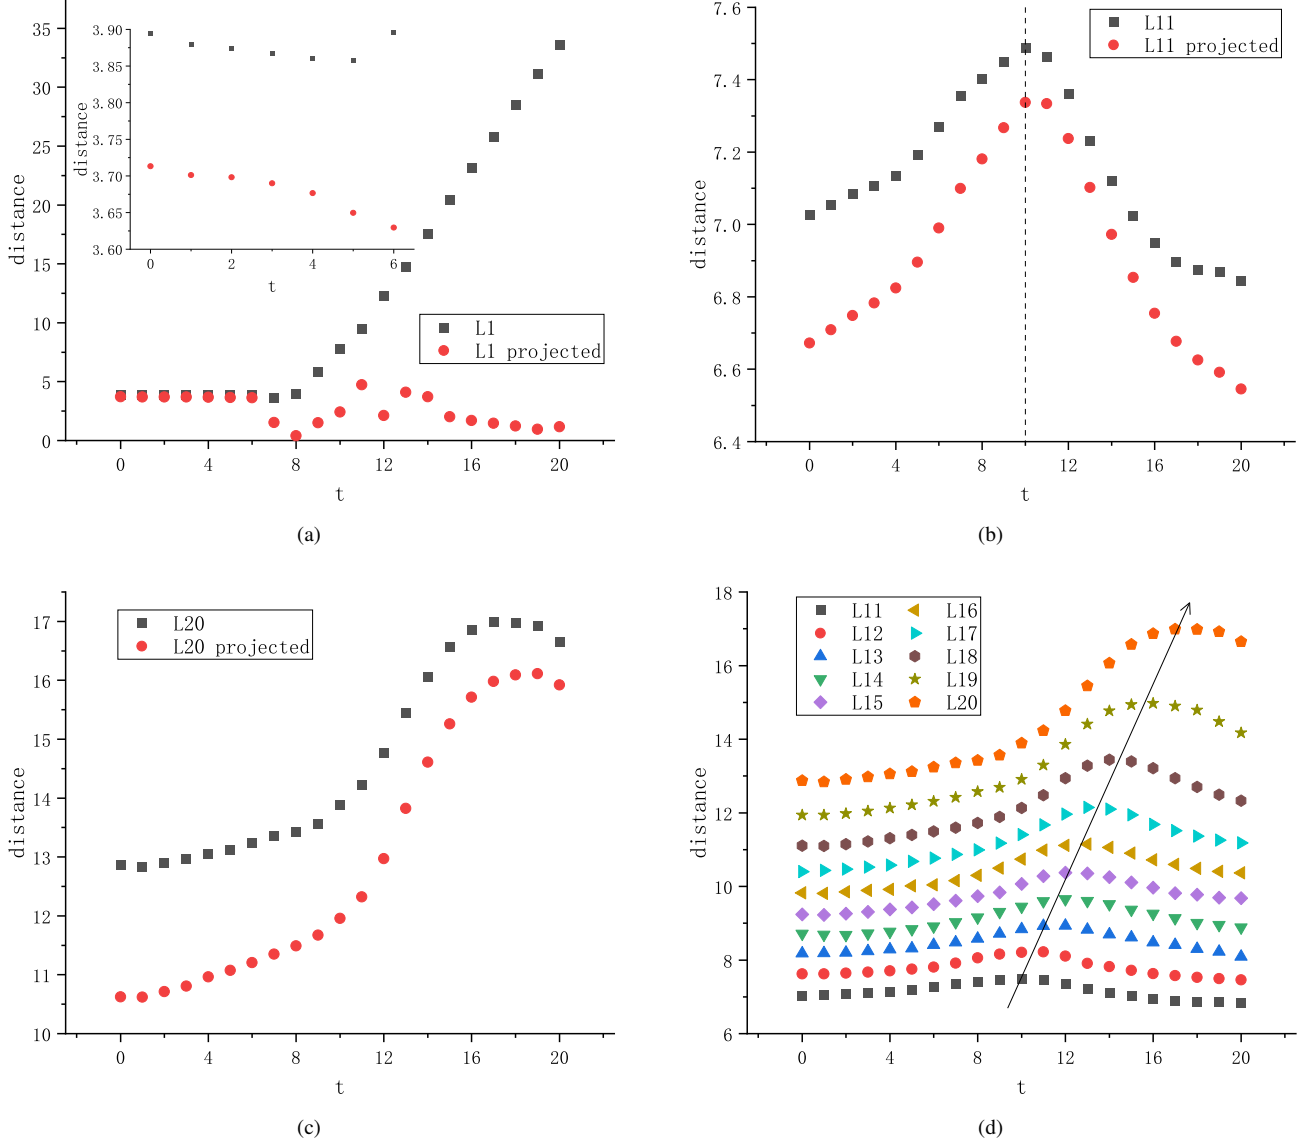 distance
35
30
25
20
15
10
5
0
0
4
8
12
16
20
t
distance
3.90
3.85
3.80
3.75
3.70
3.65
3.60
0
2
4
6
t
L1
L1 projected
(a)
distance
7.6
7.4
7.2
7.0
6.8
6.6
6.4
0
4
8
12
16
20
t
L11
L11 projected
(b)
distance
17
16
15
14
13
12
11
10
0
4
8
12
16
20
t
L20
L20 projected
(c)
distance
18
16
14
12
10
8
6
0
4
8
12
16
20
t
L11 L16
L12 L17
L13 L18
L14 L19
L15 L20
(d)